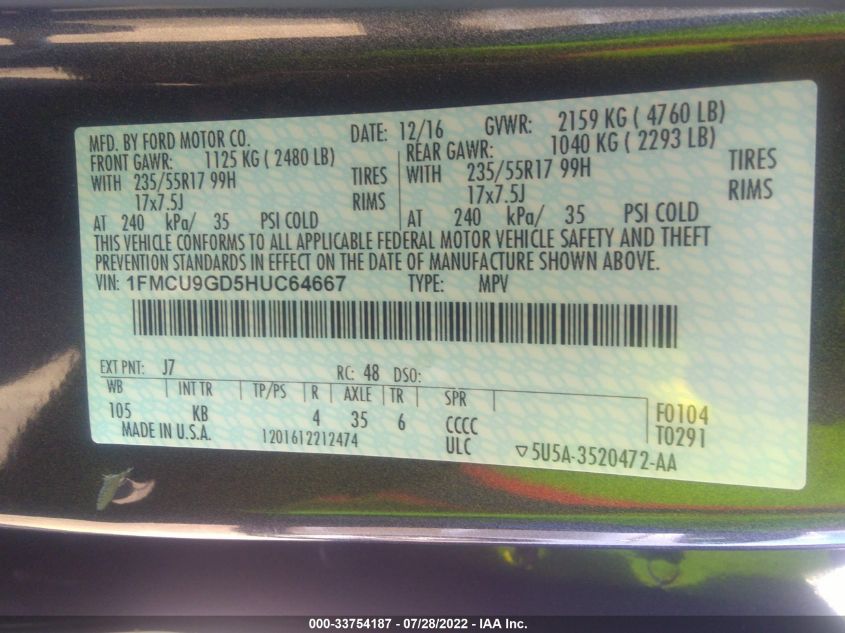 MFD. BY FORD MOTOR CO. DATE: 12/16 GVWR: 2159 KG ( 4760 LB)
FRONT GAWR: 1125 KG ( 2480 LB) REAR GAWR: 1040 KG ( 2293 LB)
WITH 235/55R17 99H TIRES WITH 235/55R17 99H TIRES
17x7.5J RIMS 17x7.5J RIMS
AT 240 kPa/ 35 PSI COLD AT 240 kPa/ 35 PSI COLD
THIS VEHICLE CONFORMS TO ALL APPLICABLE FEDERAL MOTOR VEHICLE SAFETY AND THEFT
PREVENTION STANDARDS IN EFFECT ON THE DATE OF MANUFACTURE SHOWN ABOVE.
VIN: 1FMCU9GD5HUC64667 TYPE: MPV
EXT PNT: J7 RC: 48 DSO:
WB INT TR TP/PS R AXLE TR SPR
105 KB 4 35 6 CCCC F0104
MADE IN U.S.A. 1201612212474 ULC T0291
▽5U5A-3520472-AA
000-33754187 - 07/28/2022 - IAA Inc.